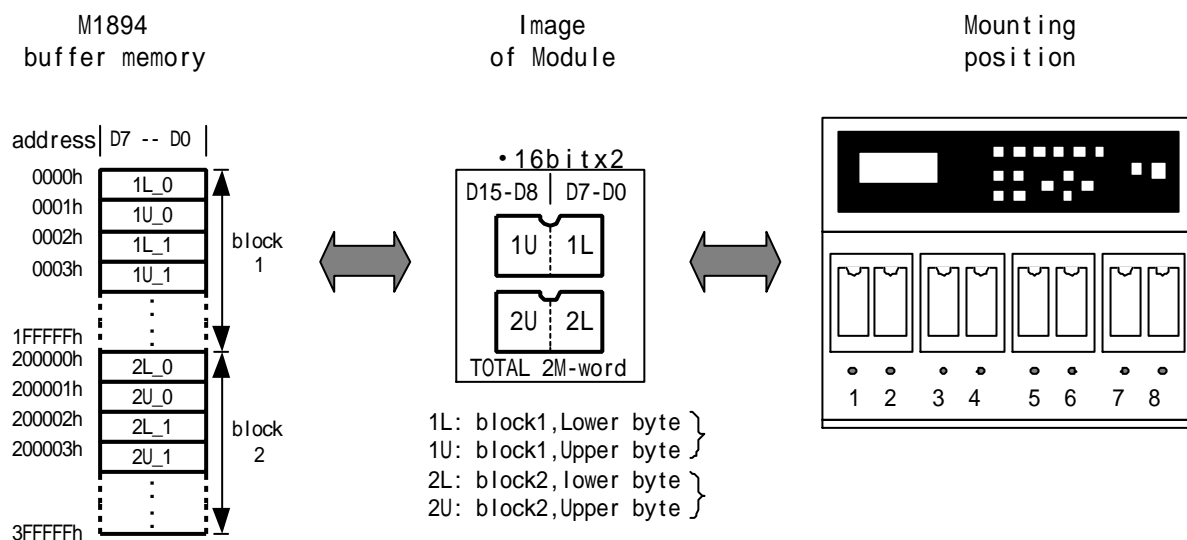 M1894
buffer memory
Image
of Module
Mounting
position
address D7 -- D0
0000h 1L_0
0001h 1U_0
0002h 1L_1
0003h 1U_1
block
1
1FFFFFh
200000h 2L_0
200001h 2U_0
200002h 2L_1
200003h 2U_1
block
2
3FFFFFh
・16bitx2
D15-D8 | D7-D0
1U 1L
2U 2L
TOTAL 2M-word
1L: block1,Lower byte
1U: block1,Upper byte
2L: block2,lower byte
2U: block2,Upper byte
1 2 3 4 5 6 7 8